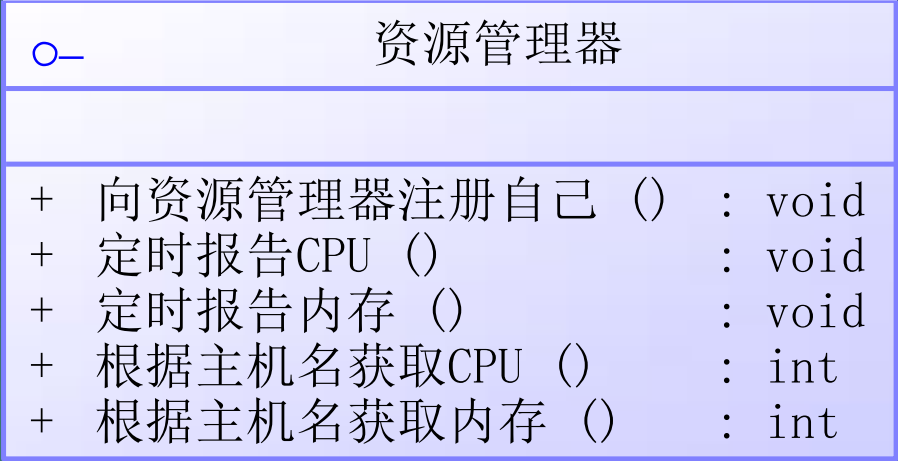 资源管理器
+ 向资源管理器注册自己 () : void
+ 定时报告CPU () : void
+ 定时报告内存 () : void
+ 根据主机名获取CPU () : int
+ 根据主机名获取内存 () : int